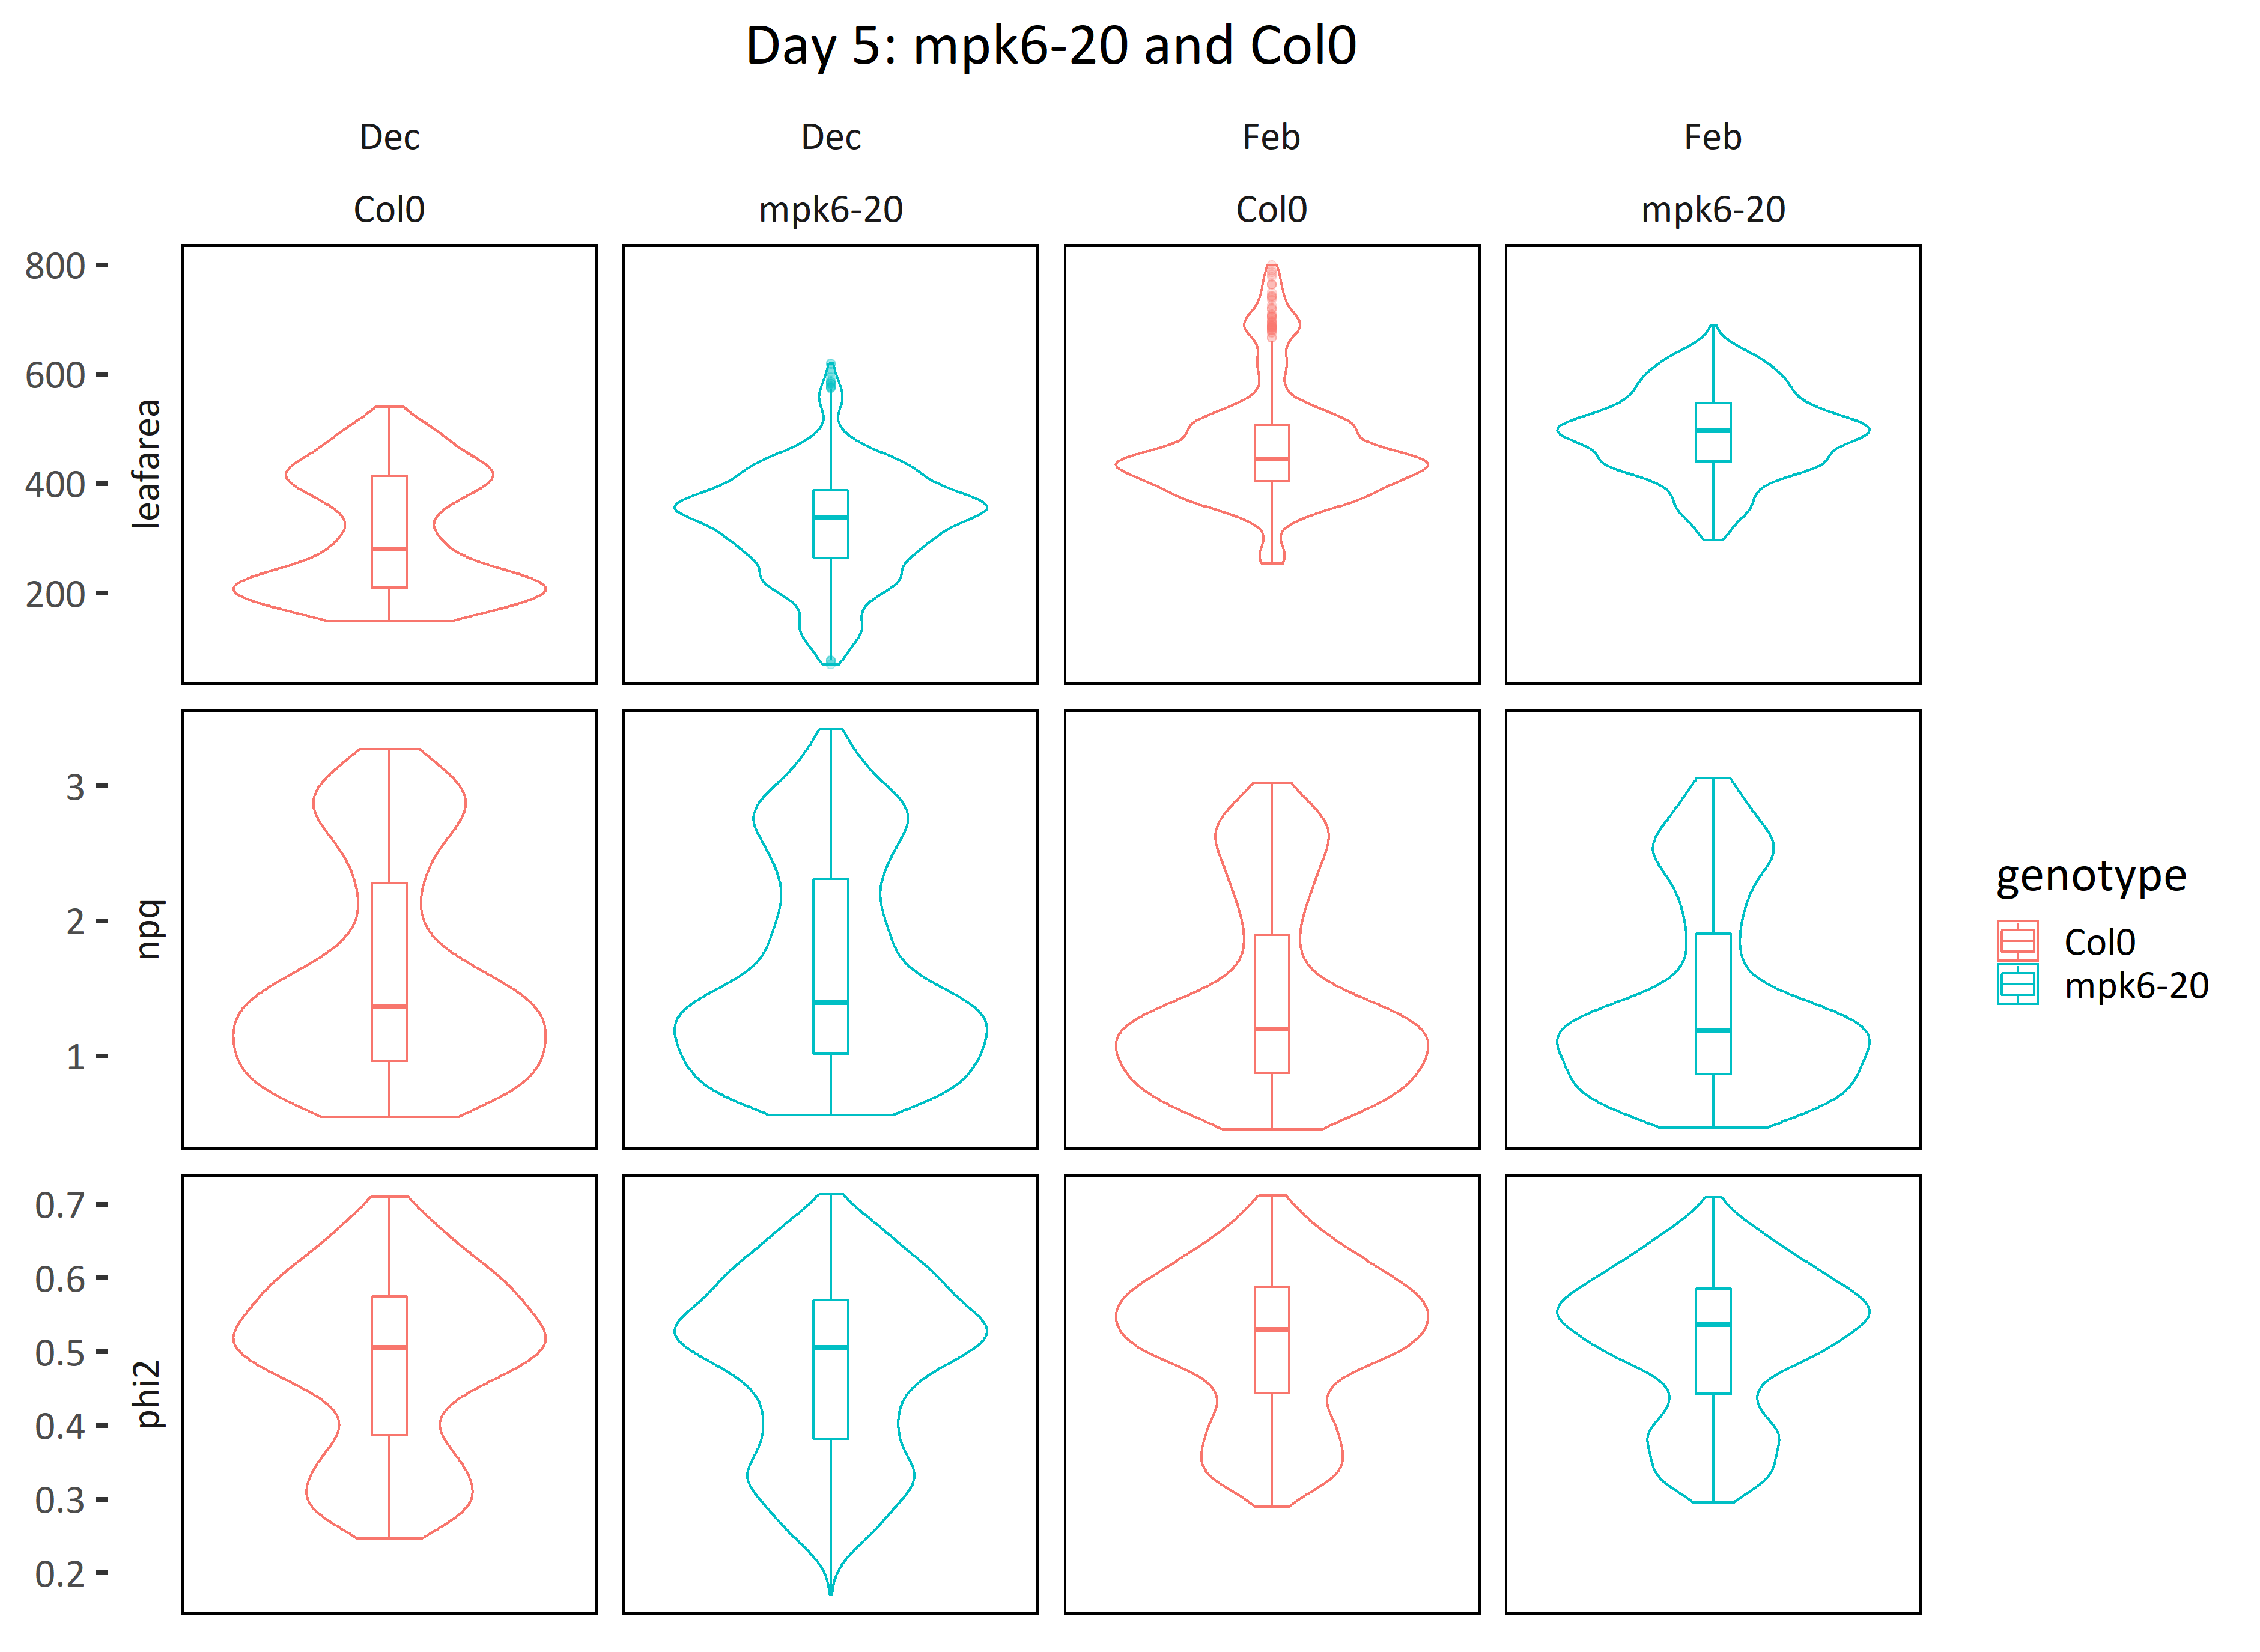 Day 5: mpk6-20 and Col0
Dec Dec Feb Feb
Col0 mpk6-20 Col0 mpk6-20
800
600
400
200
leafarea
3
2
1
npq
0.7
0.6
0.5
0.4
0.3
0.2
phi2
genotype
Col0
mpk6-20